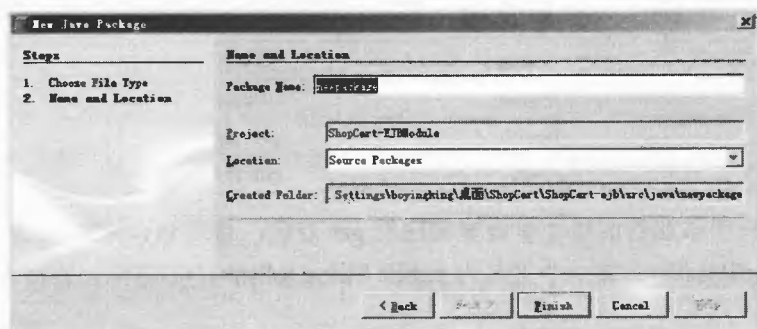 New Java Package
Steps
1. Choose File Type
2. Name and Location
Name and Location
Package Name: newpackage
Project: ShopCart-EJBModule
Location: Source Packages
Created Folder: Settings\boyingking\桌面\ShopCart\ShopCart-ejb\src\java\newpackage
< Back
Next >
Finish
Cancel
Help